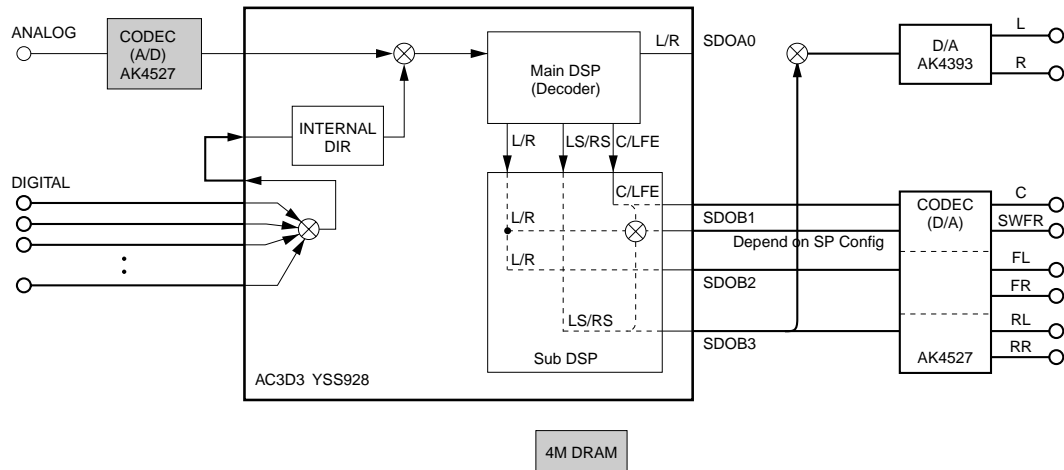 ANALOG
CODEC
(A/D)
AK4527
INTERNAL
DIR
DIGITAL
:
Main DSP
(Decoder)
L/R
SDOA0
L/R
LS/RS
C/LFE
C/LFE
L/R
L/R
LS/RS
Sub DSP
AC3D3 YSS928
SDOB1
Depend on SP Config
SDOB2
SDOB3
D/A
AK4393
L
R
CODEC
(D/A)
AK4527
C
SWFR
FL
FR
RL
RR
4M DRAM